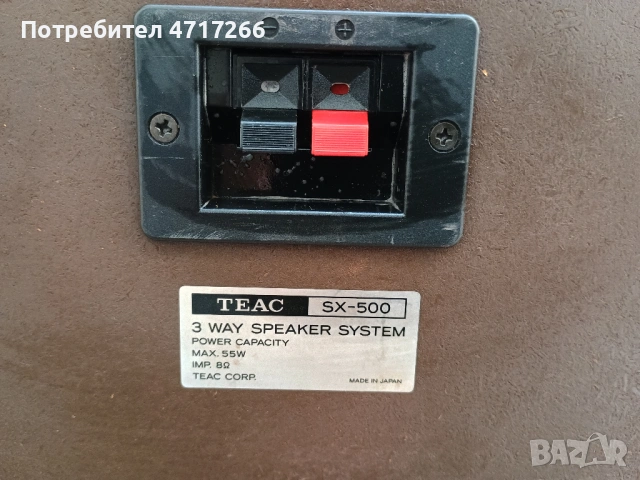 Потребител 4717266
TEAC SX-500
3 WAY SPEAKER SYSTEM
POWER CAPACITY
MAX. 55W
IMP. 8Ω
TEAC CORP. MADE IN JAPAN
BAZAR